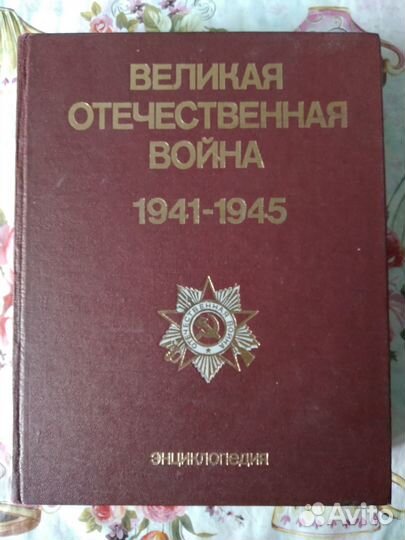 ВЕЛИКАЯ
ОТЕЧЕСТВЕННАЯ
ВОЙНА
1941-1945
ОТЕЧЕСТВЕННАЯ ВОЙНА
ЭНЦИКЛОПЕДИЯ
Avito